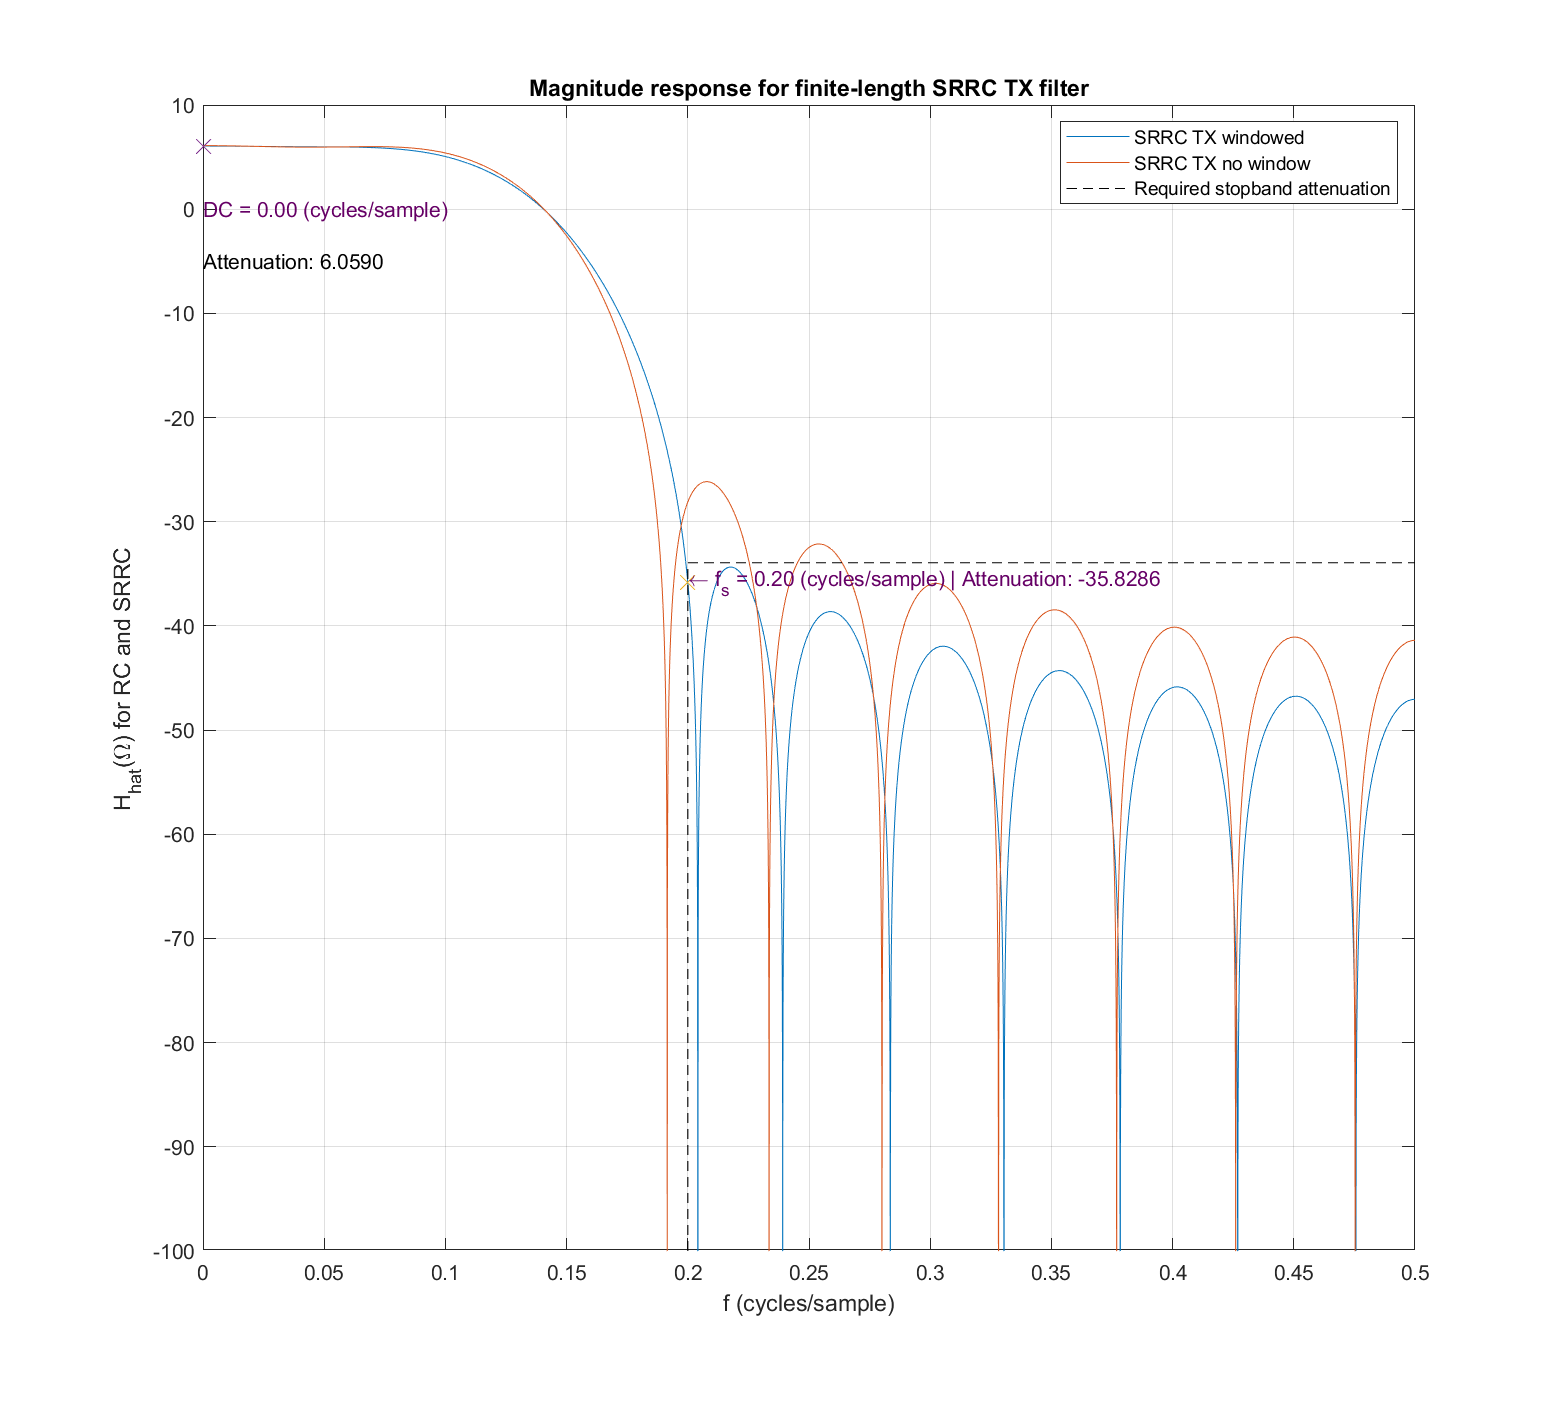 Magnitude response for finite-length SRRC TX filter
SRRC TX windowed
SRRC TX no window
Required stopband attenuation
10
0
-10
-20
-30
-40
-50
-60
-70
-80
-90
-100
H_hat(Ω) for RC and SRRC
DC = 0.00 (cycles/sample)
Attenuation: 6.0590
← f_s = 0.20 (cycles/sample) | Attenuation: -35.8286
0 0.05 0.1 0.15 0.2 0.25 0.3 0.35 0.4 0.45 0.5
f (cycles/sample)